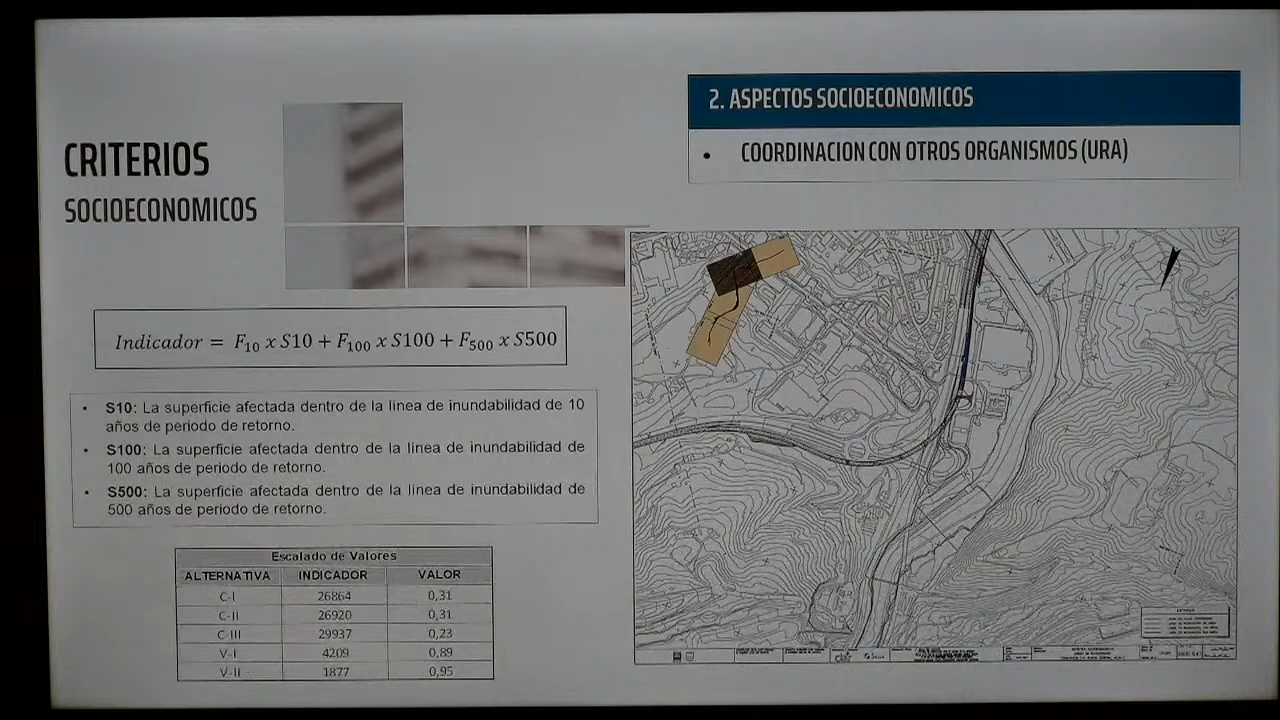 CRITERIOS
SOCIOECONOMICOS
2. ASPECTOS SOCIOECONOMICOS
• COORDINACION CON OTROS ORGANISMOS (URA)
Indicador = F10 x S10 + F100 x S100 + F500 x S500
• S10: La superficie afectada dentro de la linea de inundabilidad de 10
años de periodo de retorno.
• S100: La superficie afectada dentro de la linea de inundabilidad de
100 años de periodo de retorno.
• S500: La superficie afectada dentro de la linea de inundabilidad de
500 años de periodo de retorno.
Escalado de Valores
ALTERNATIVA INDICADOR VALOR
C-I 26864 0,31
C-II 26920 0,31
C-III 29937 0,23
V-I 4209 0,89
V-II 1877 0,95